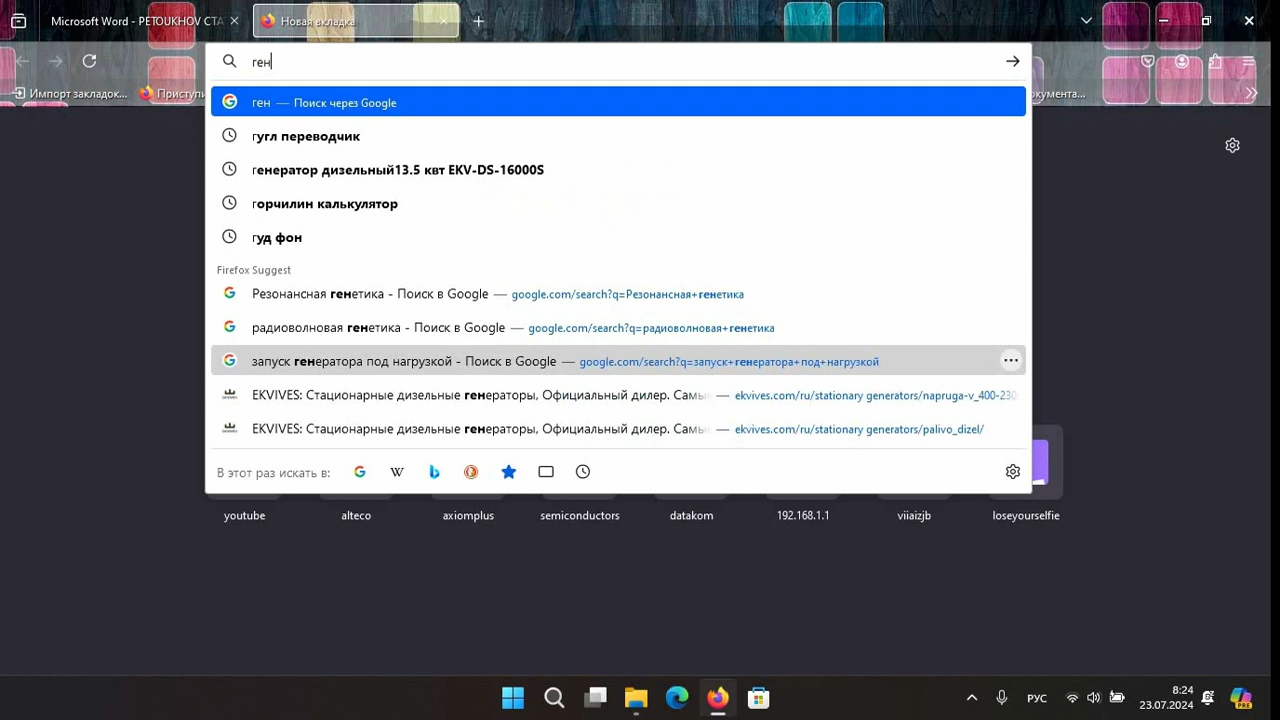 Microsoft Word - PETOUKHOV СТА
Новая вкладка
ген
Импорт закладок...
Приступи
окумента...
ген — Поиск через Google
гугл переводчик
генератор дизельный13.5 квт EKV-DS-16000S
горчилин калькулятор
гуд фон
Firefox Suggest
Резонансная генетика - Поиск в Google — google.com/search?q=Резонансная+генетика
радиоволновая генетика - Поиск в Google — google.com/search?q=радиоволновая+генетика
запуск генератора под нагрузкой - Поиск в Google — google.com/search?q=запуск+генератора+под+нагрузкой
EKVIVES: Стационарные дизельные генераторы, Официальный дилер. Самы — ekvives.com/ru/stationary generators/napruga-v_400-230
EKVIVES: Стационарные дизельные генераторы, Официальный дилер. Самы — ekvives.com/ru/stationary generators/palivo_dizel/
В этот раз искать в:
youtube alteco axiomplus semiconductors datakom 192.168.1.1 viiaizjb loseyourselfie
РУС
8:24
23.07.2024
PRE